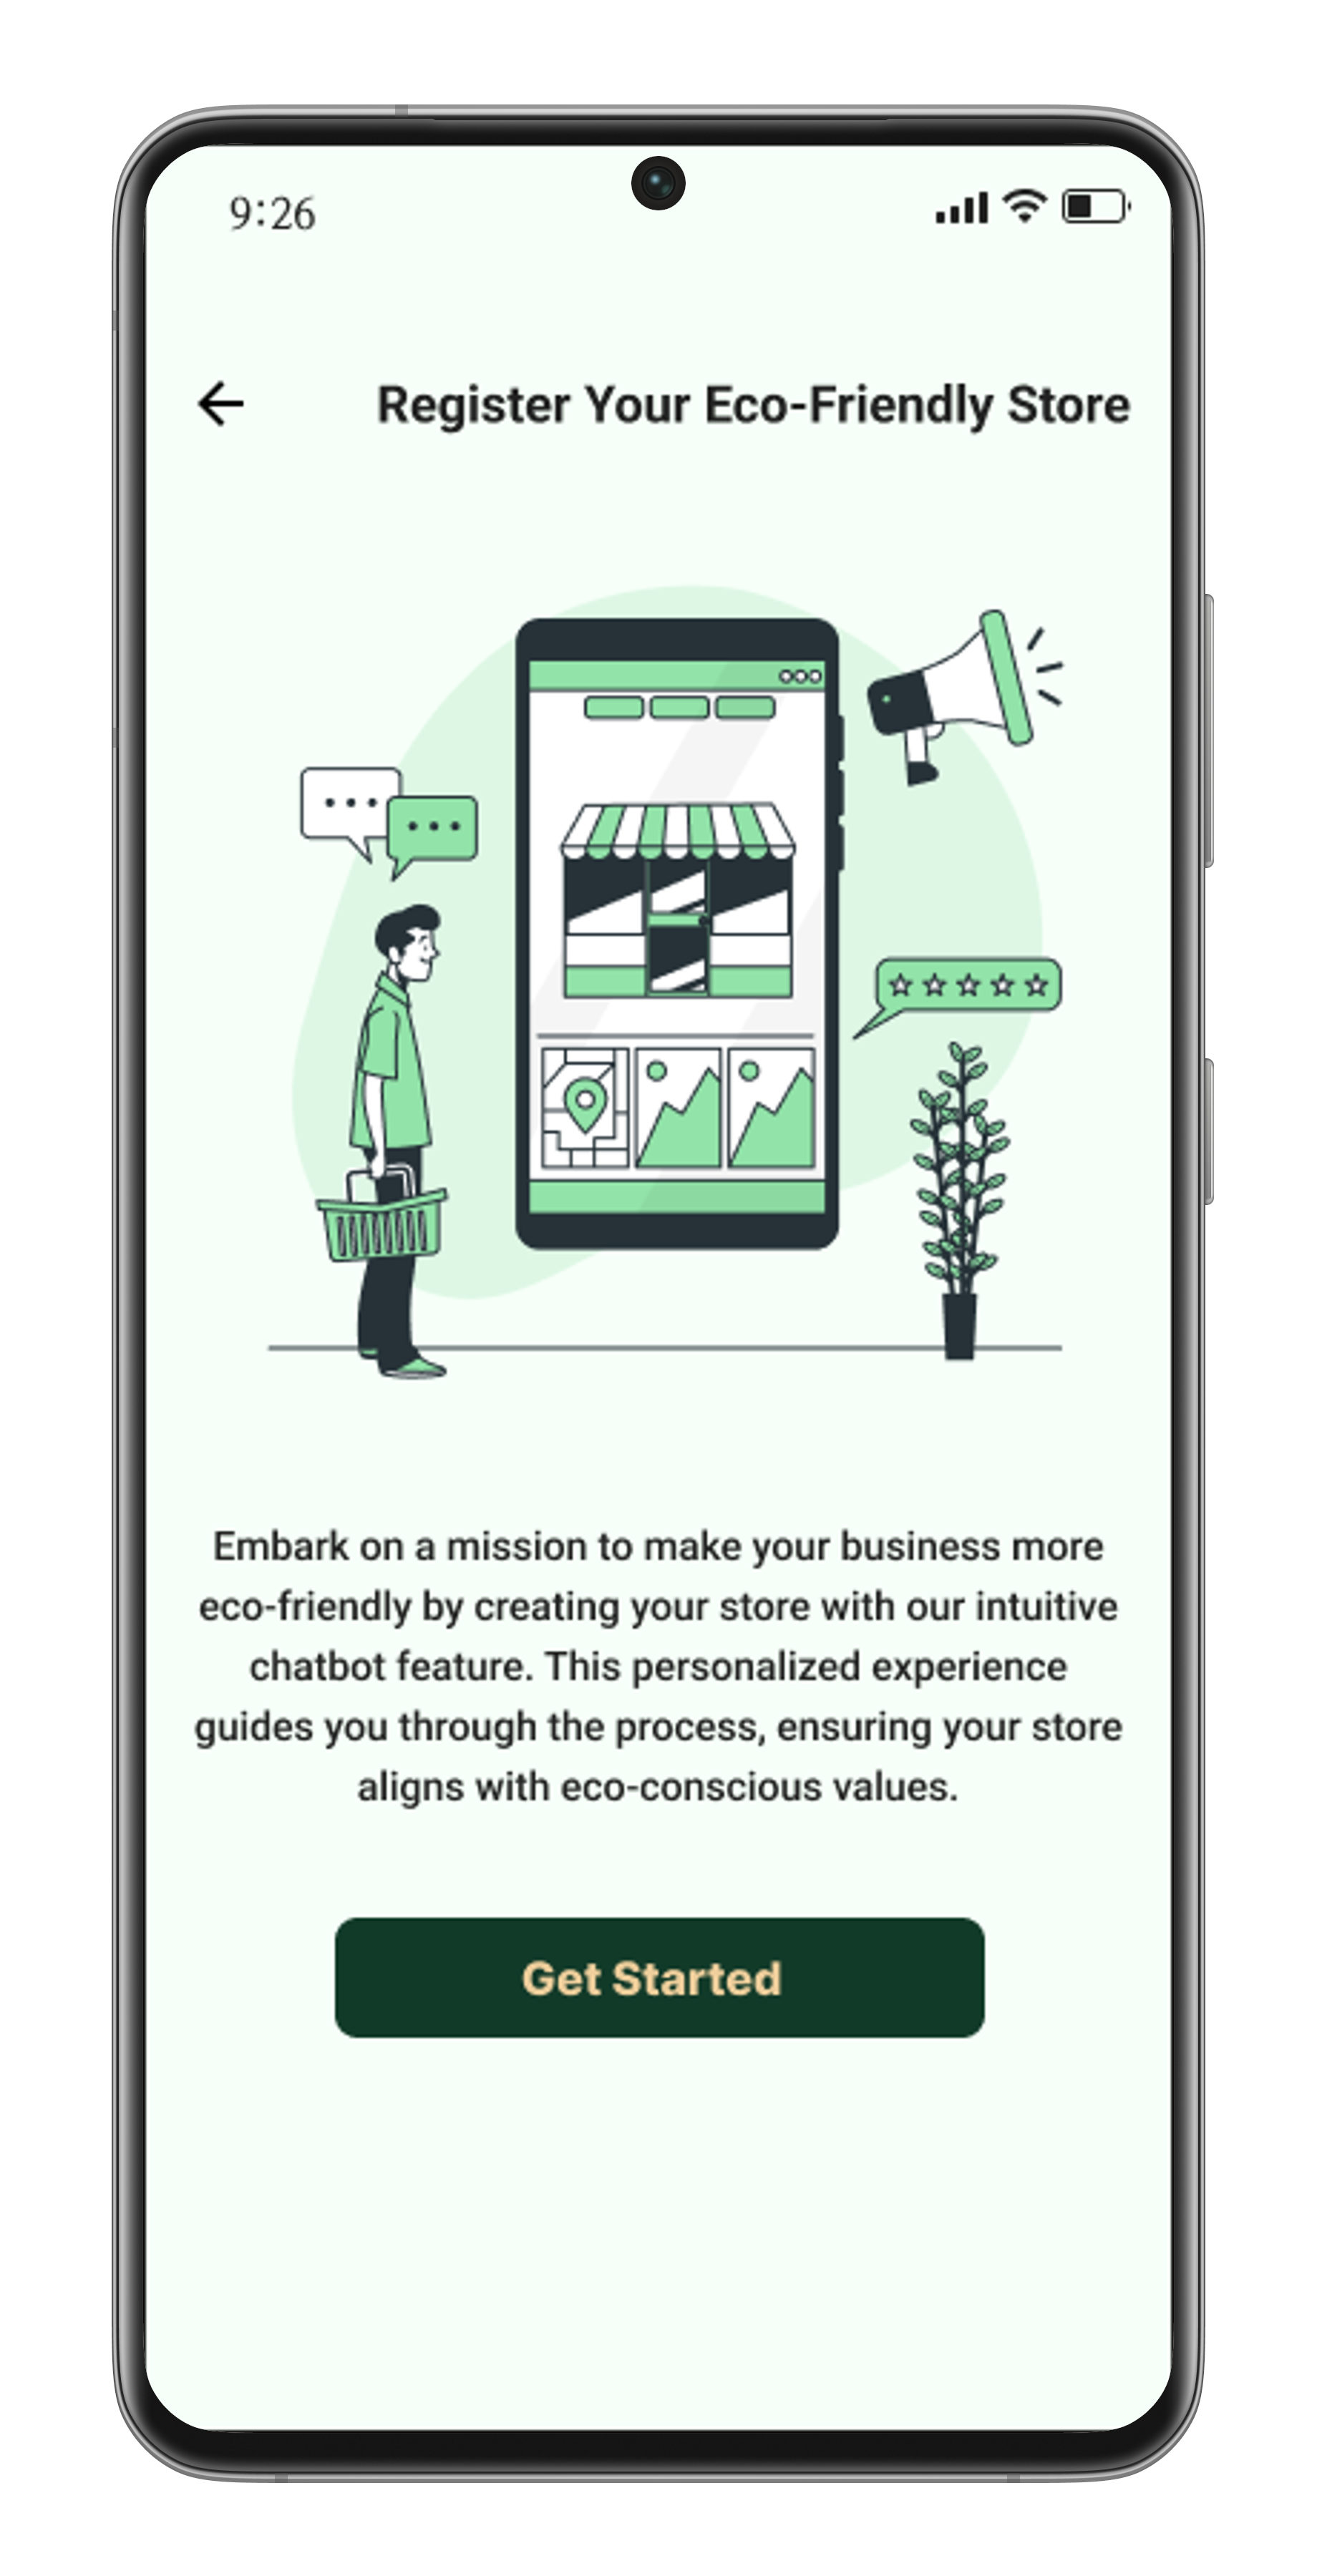 9:26
Register Your Eco-Friendly Store
Embark on a mission to make your business more
eco-friendly by creating your store with our intuitive
chatbot feature. This personalized experience
guides you through the process, ensuring your store
aligns with eco-conscious values.
Get Started